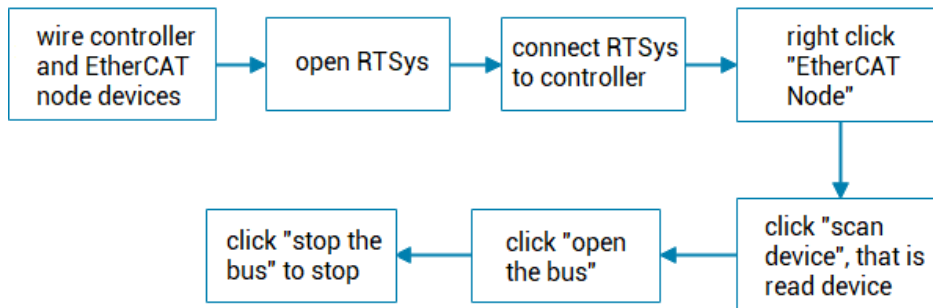 wire controller
and EtherCAT
node devices
open RTSys
connect RTSys
to controller
right click
"EtherCAT
Node"
click "scan
device", that is
read device
click "open
the bus"
click "stop the
bus" to stop